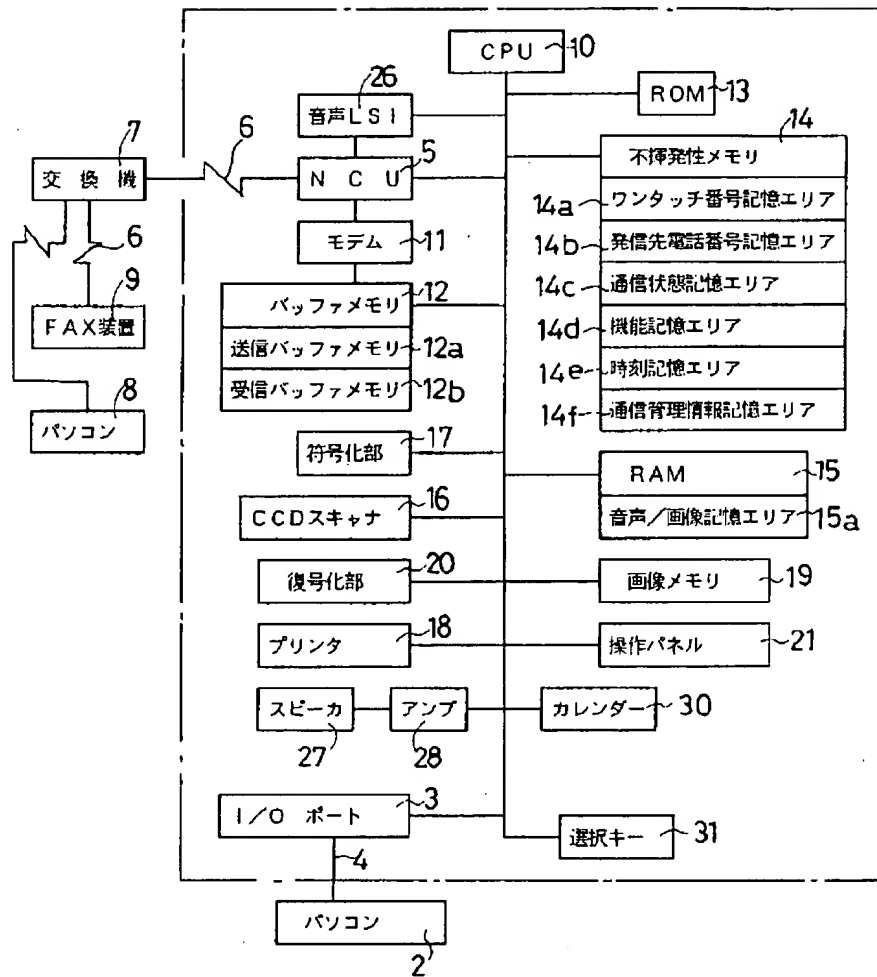 CPU
10
ROM
13
26
音声LSI
14
不揮発性メモリ
7
交換機
6
5
NCU
14a
ワンタッチ番号記憶エリア
モデム
11
14b
発信先電話番号記憶エリア
6
14c
通信状態記憶エリア
バッファメモリ
12
9
FAX装置
14d
機能記憶エリア
送信バッファメモリ
12a
14e
時刻記憶エリア
受信バッファメモリ
12b
14f
通信管理情報記憶エリア
8
パソコン
17
符号化部
RAM
15
16
CCDスキャナ
音声/画像記憶エリア
15a
20
復号化部
画像メモリ
19
プリンタ
18
操作パネル
21
スピーカ
アンプ
カレンダー
30
27
28
3
I/O ポート
選択キー
31
4
パソコン
2